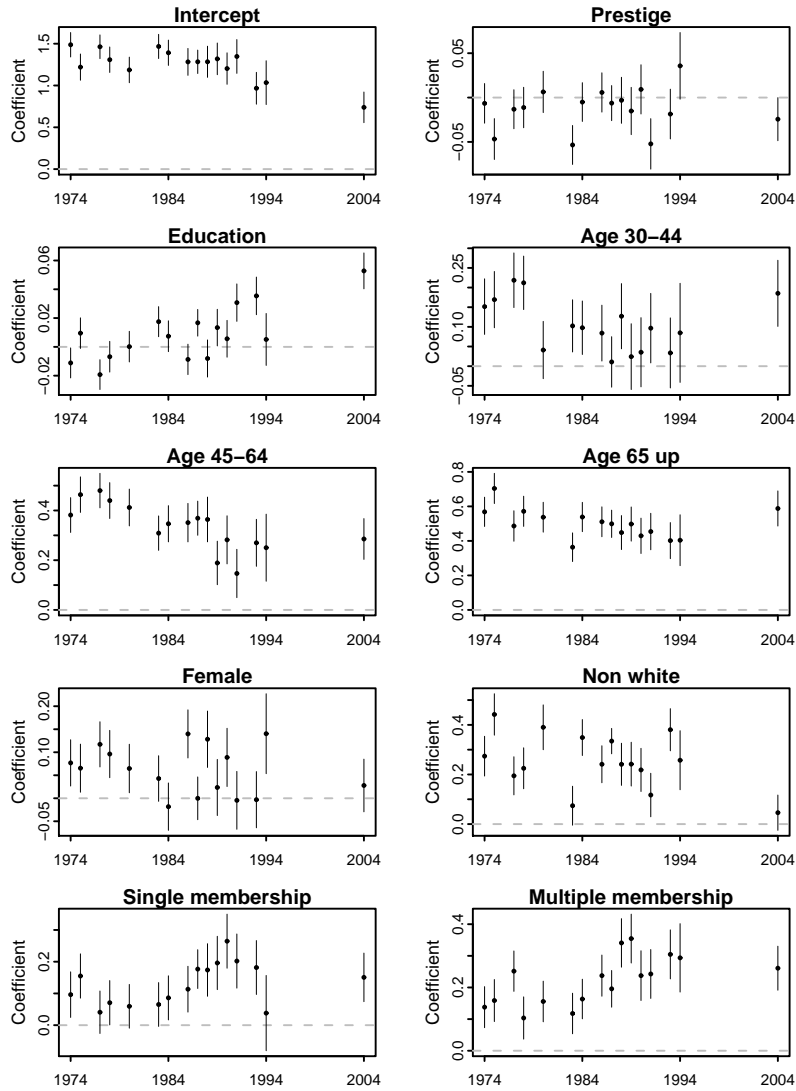 Intercept
Coefficient
0.0 0.5 1.0 1.5
1974 1984 1994 2004
Prestige
Coefficient
−0.05 0.05
1974 1984 1994 2004
Education
Coefficient
−0.02 0.02 0.06
1974 1984 1994 2004
Age 30−44
Coefficient
−0.05 0.10 0.25
1974 1984 1994 2004
Age 45−64
Coefficient
0.0 0.2 0.4
1974 1984 1994 2004
Age 65 up
Coefficient
0.0 0.2 0.4 0.6 0.8
1974 1984 1994 2004
Female
Coefficient
−0.05 0.10 0.20
1974 1984 1994 2004
Non white
Coefficient
0.0 0.2 0.4
1974 1984 1994 2004
Single membership
Coefficient
0.0 0.2
1974 1984 1994 2004
Multiple membership
Coefficient
0.0 0.2 0.4
1974 1984 1994 2004